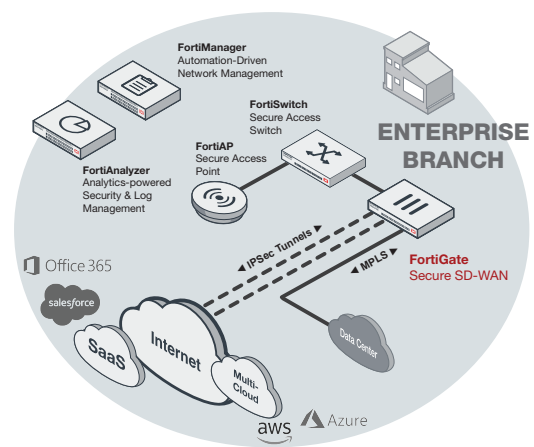 FortiManager
Automation-Driven
Network Management
FortiSwitch
Secure Access
Switch
ENTERPRISE
BRANCH
FortiAP
Secure Access
Point
FortiAnalyzer
Analytics-powered
Security & Log
Management
◄ IPSec Tunnels ►
◄ MPLS ►
FortiGate
Secure SD-WAN
Office 365
salesforce
SaaS
Internet
Multi-
Cloud
Data Center
aws
Azure